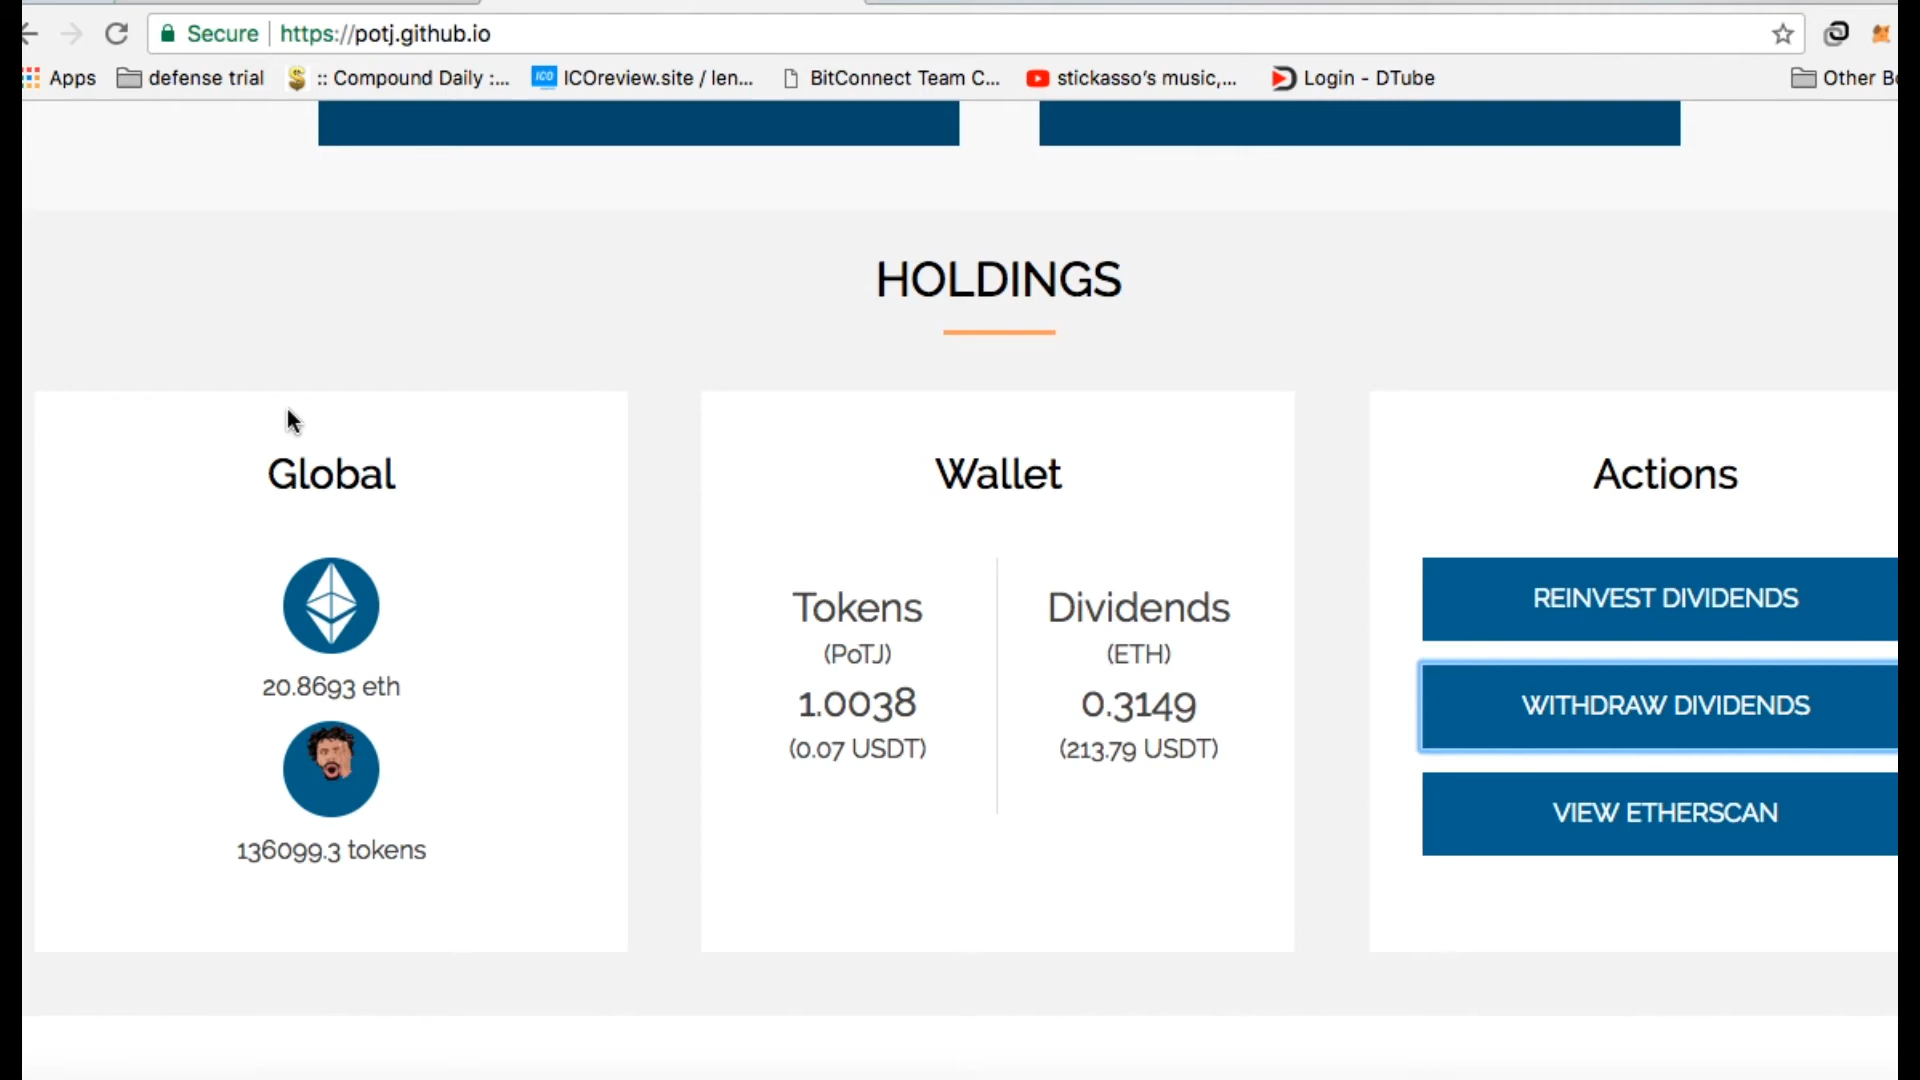 Secure https://potj.github.io
Apps defense trial :: Compound Daily :... ICO ICOreview.site / len... BitConnect Team C... stickasso's music,... Login - DTube Other Bo
HOLDINGS
Global
20.8693 eth
136099.3 tokens
Wallet
Tokens
(PoTJ)
1.0038
(0.07 USDT)
Dividends
(ETH)
0.3149
(213.79 USDT)
Actions
REINVEST DIVIDENDS
WITHDRAW DIVIDENDS
VIEW ETHERSCAN